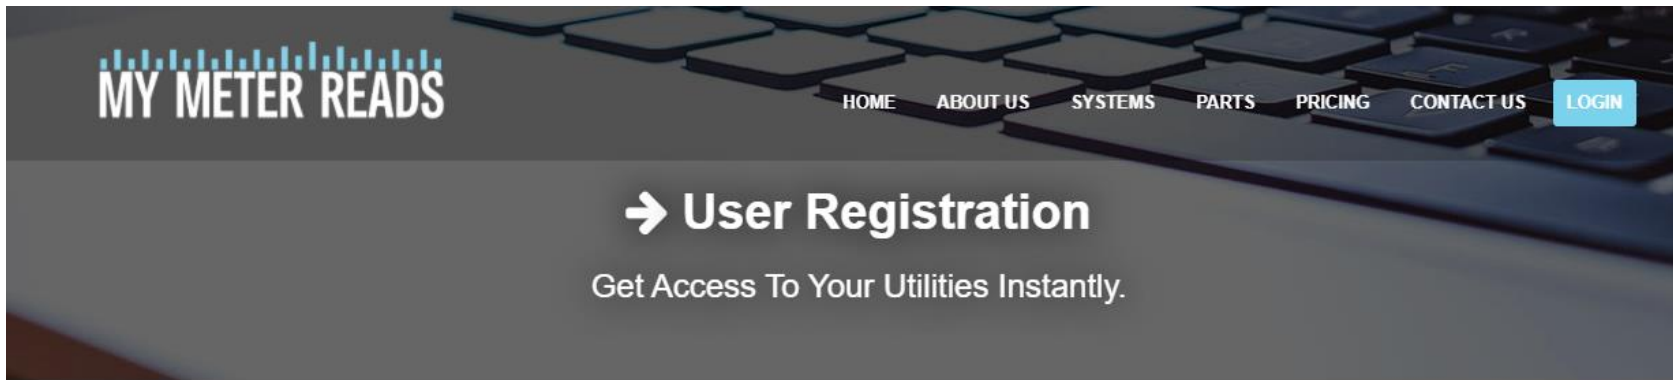 MY METER READS
HOME ABOUT US SYSTEMS PARTS PRICING CONTACT US LOGIN
User Registration
Get Access To Your Utilities Instantly.